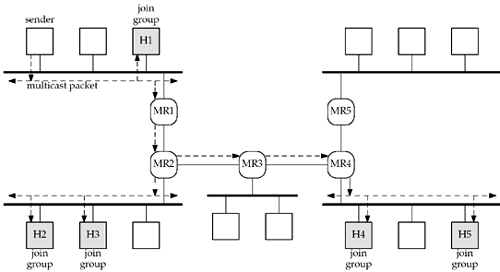 sender
join
group
H1
multicast packet
MR1
MR5
MR2
MR3
MR4
H2
H3
H4
H5
join
group
join
group
join
group
join
group